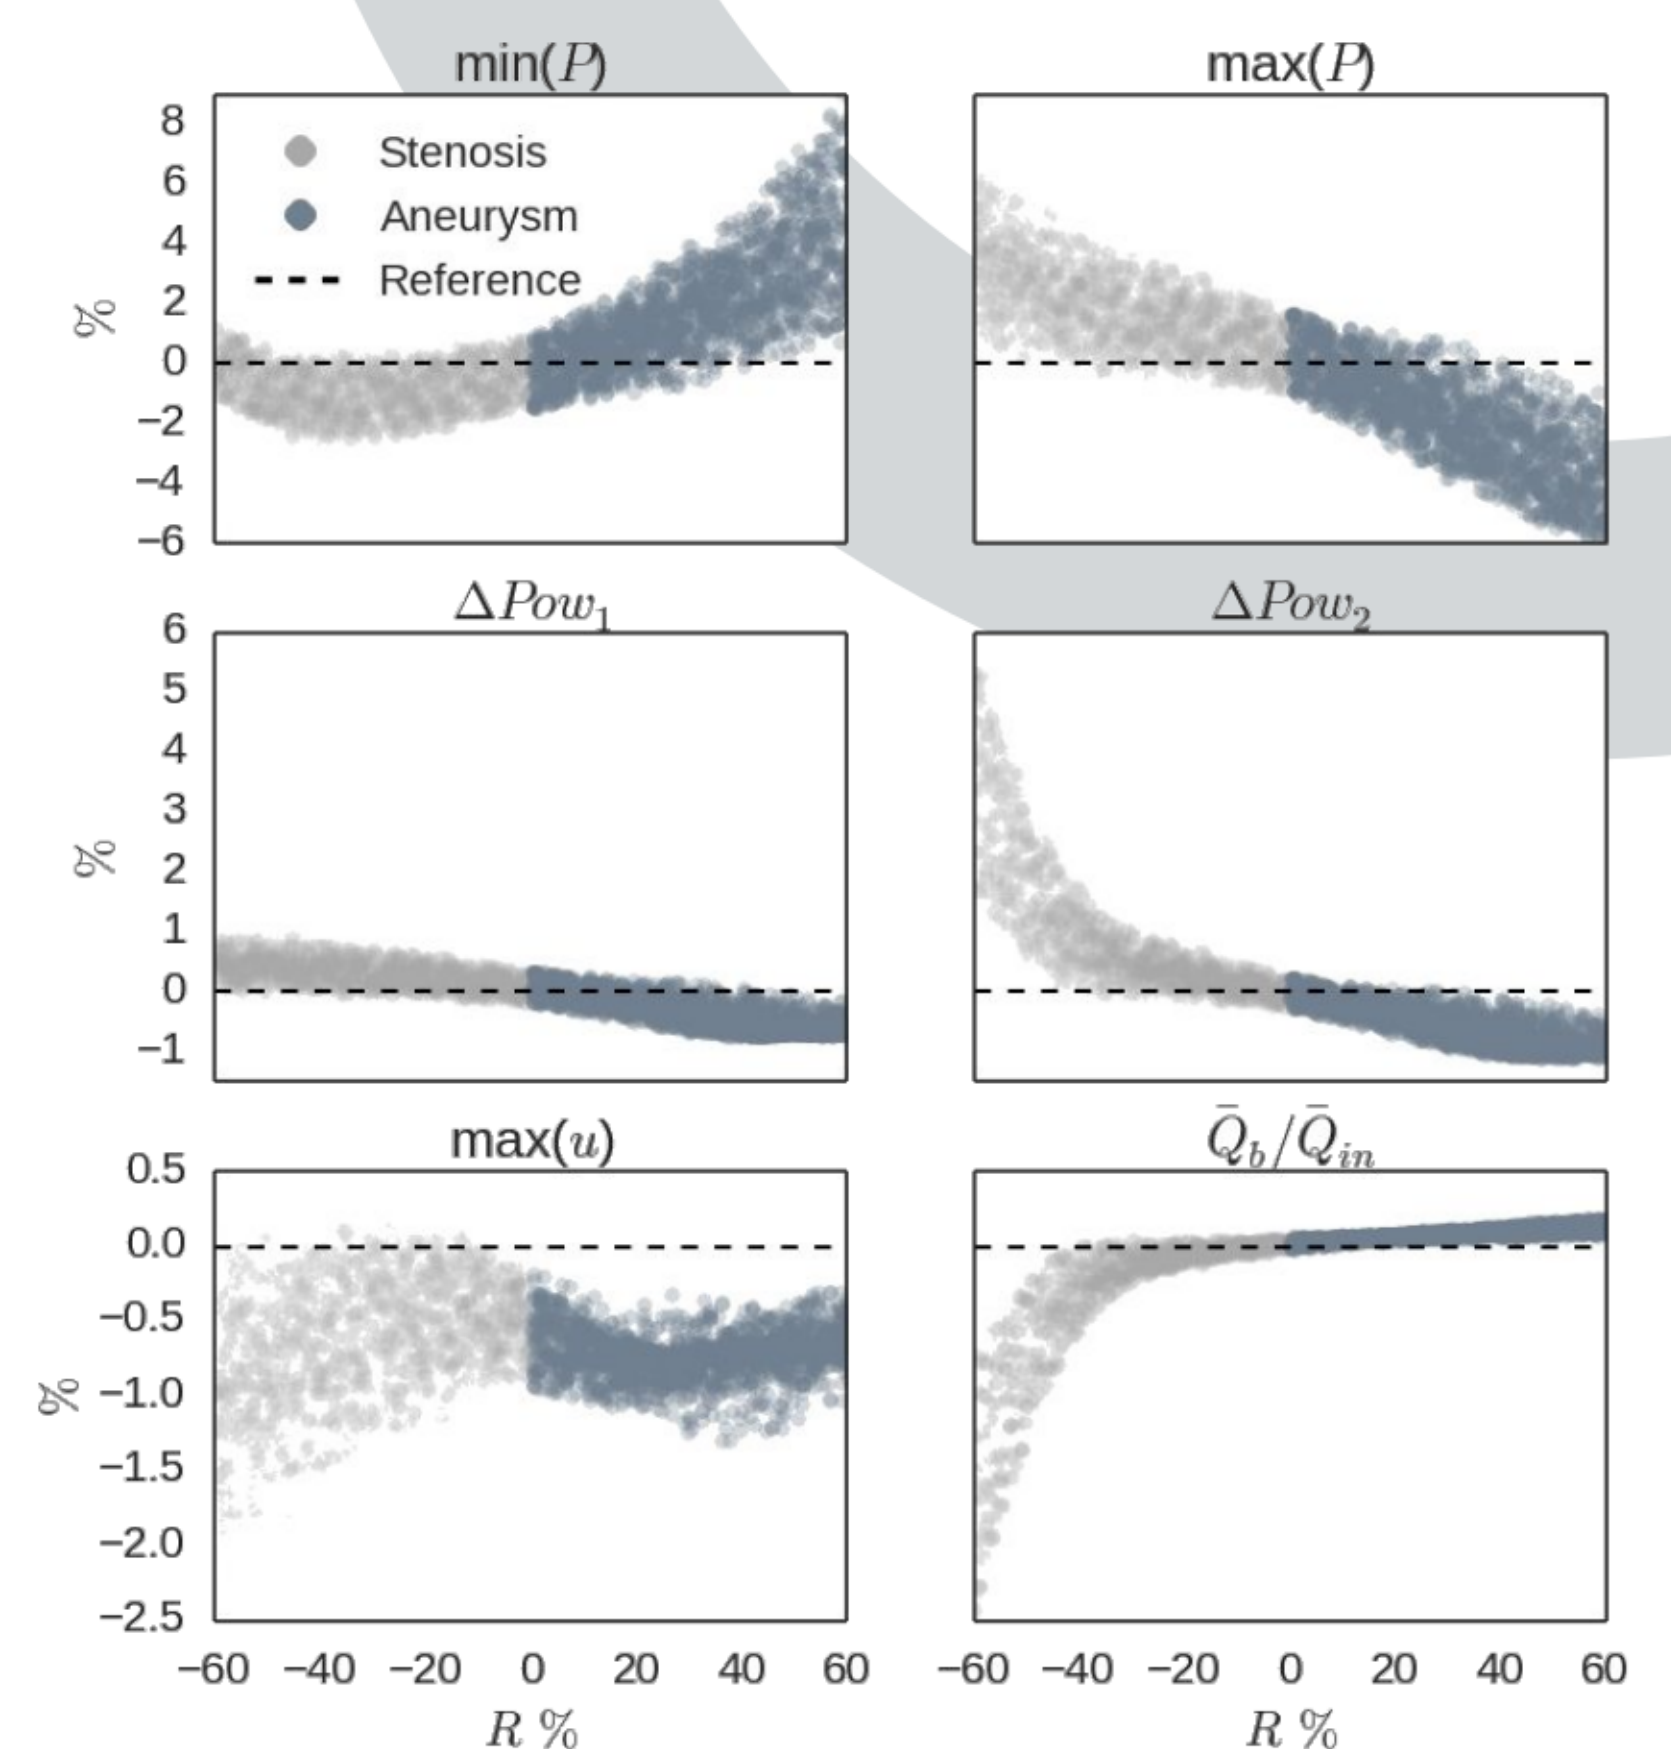 min(P)
max(P)
8
6
4
2
0
−2
−4
−6
%
Stenosis
Aneurysm
Reference
ΔPow₁
ΔPow₂
6
5
4
3
2
1
0
−1
%
max(u)
Q̄_b/Q̄_in
0.5
0.0
−0.5
−1.0
−1.5
−2.0
−2.5
%
−60 −40 −20 0 20 40 60
−60 −40 −20 0 20 40 60
R %
R %